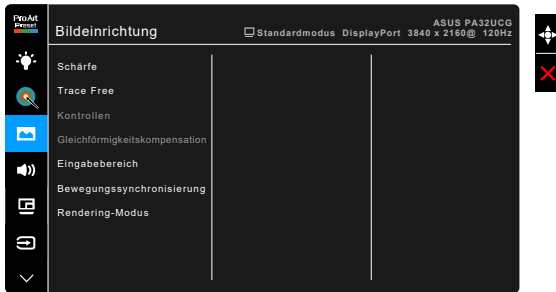 ProArt
Preset
Bildeinrichtung
ASUS PA32UCG
Standardmodus DisplayPort 3840 x 2160@ 120Hz
Schärfe
Trace Free
Kontrollen
Gleichförmigkeitskompensation
Eingabebereich
Bewegungssynchronisierung
Rendering-Modus